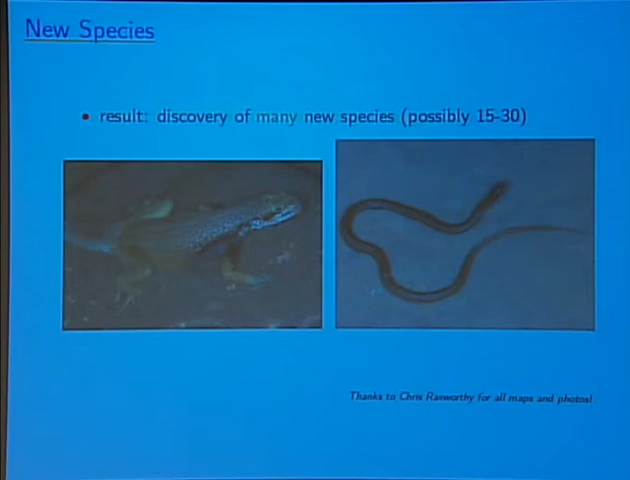 New Species
• result: discovery of many new species (possibly 15-30)
Thanks to Chris Raxworthy for all maps and photos!